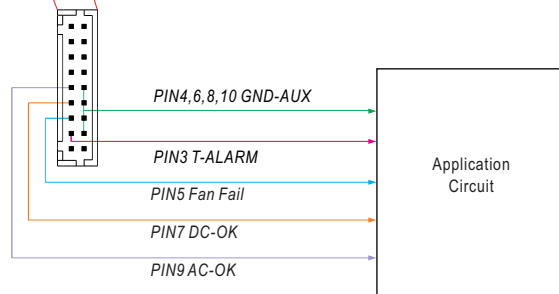 PIN4,6,8,10 GND-AUX
PIN3 T-ALARM
Application
Circuit
PIN5 Fan Fail
PIN7 DC-OK
PIN9 AC-OK